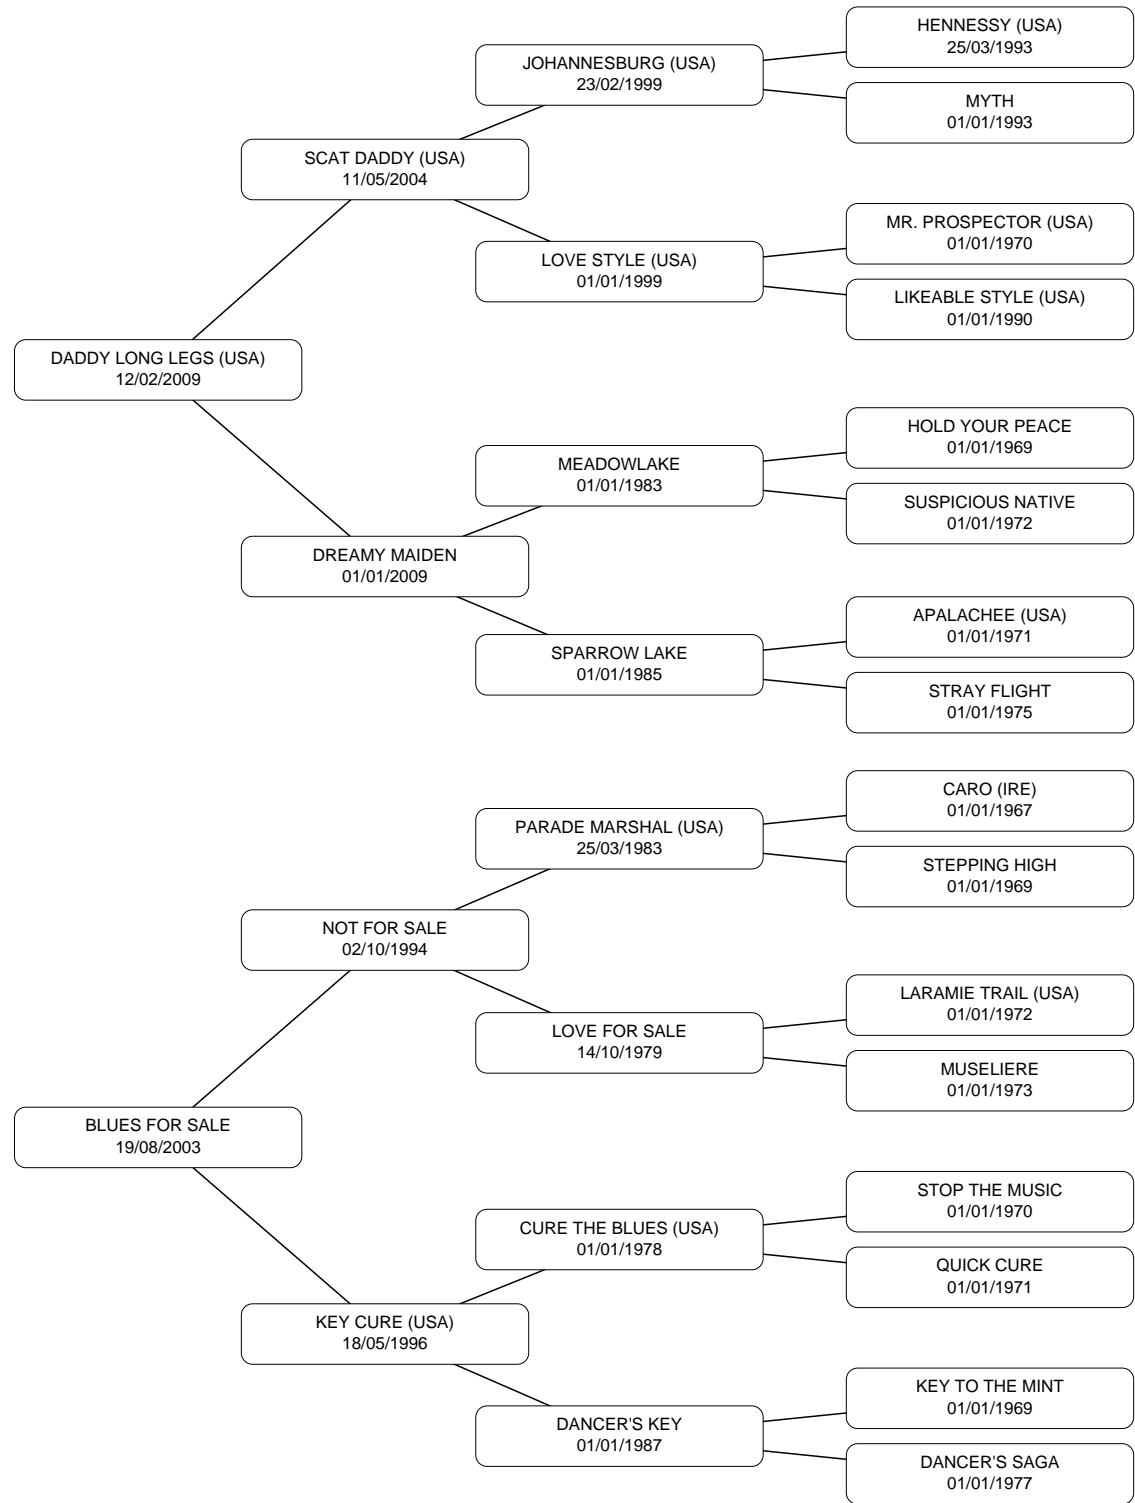 HENNESSY (USA)
25/03/1993
JOHANNESBURG (USA)
23/02/1999
MYTH
01/01/1993
SCAT DADDY (USA)
11/05/2004
MR. PROSPECTOR (USA)
01/01/1970
LOVE STYLE (USA)
01/01/1999
LIKEABLE STYLE (USA)
01/01/1990
DADDY LONG LEGS (USA)
12/02/2009
HOLD YOUR PEACE
01/01/1969
MEADOWLAKE
01/01/1983
SUSPICIOUS NATIVE
01/01/1972
DREAMY MAIDEN
01/01/2009
APALACHEE (USA)
01/01/1971
SPARROW LAKE
01/01/1985
STRAY FLIGHT
01/01/1975
CARO (IRE)
01/01/1967
PARADE MARSHAL (USA)
25/03/1983
STEPPING HIGH
01/01/1969
NOT FOR SALE
02/10/1994
LARAMIE TRAIL (USA)
01/01/1972
LOVE FOR SALE
14/10/1979
MUSELIERE
01/01/1973
BLUES FOR SALE
19/08/2003
STOP THE MUSIC
01/01/1970
CURE THE BLUES (USA)
01/01/1978
QUICK CURE
01/01/1971
KEY CURE (USA)
18/05/1996
KEY TO THE MINT
01/01/1969
DANCER'S KEY
01/01/1987
DANCER'S SAGA
01/01/1977